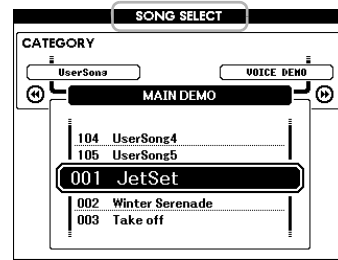 SONG SELECT
CATEGORY
UserSong
VOICE DEMO
MAIN DEMO
104 UserSong4
105 UserSong5
001 JetSet
002 Winter Serenade
003 Take off